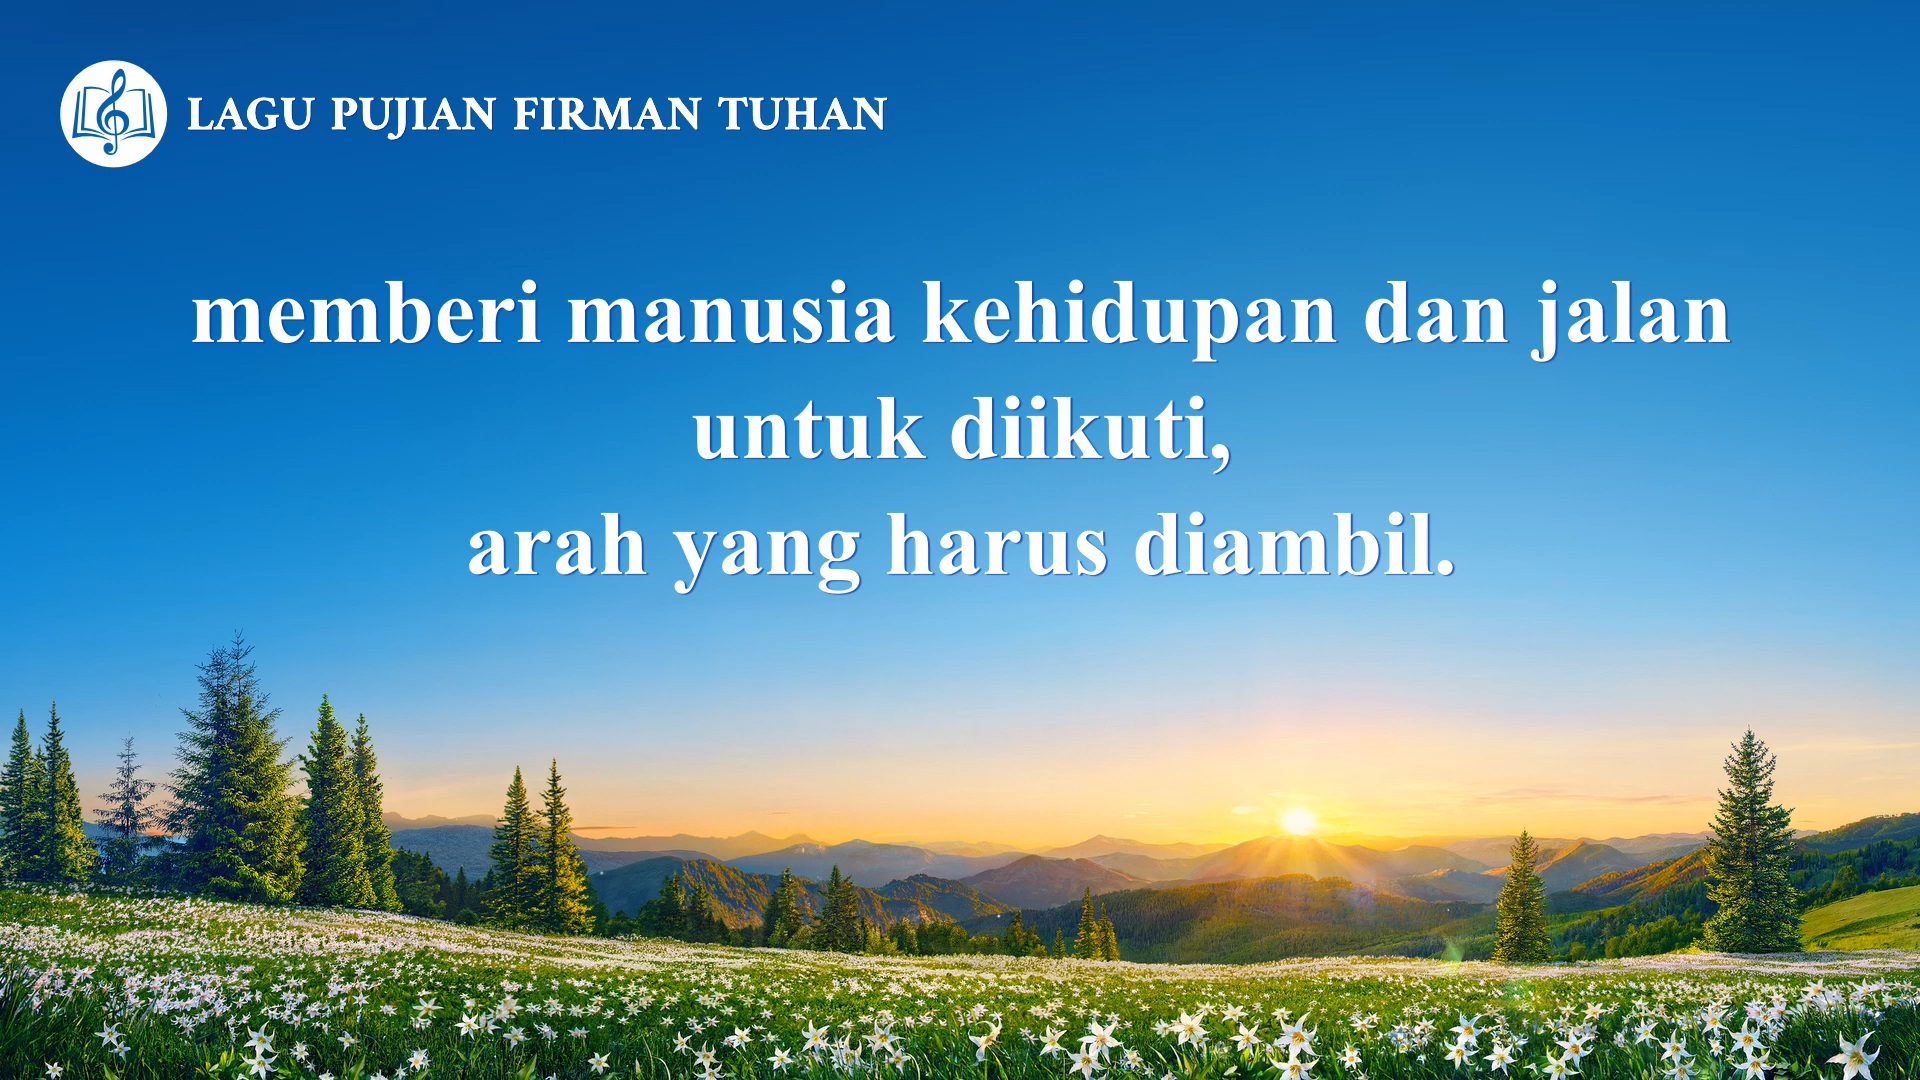 LAGU PUJIAN FIRMAN TUHAN
memberi manusia kehidupan dan jalan
untuk diikuti,
arah yang harus diambil.